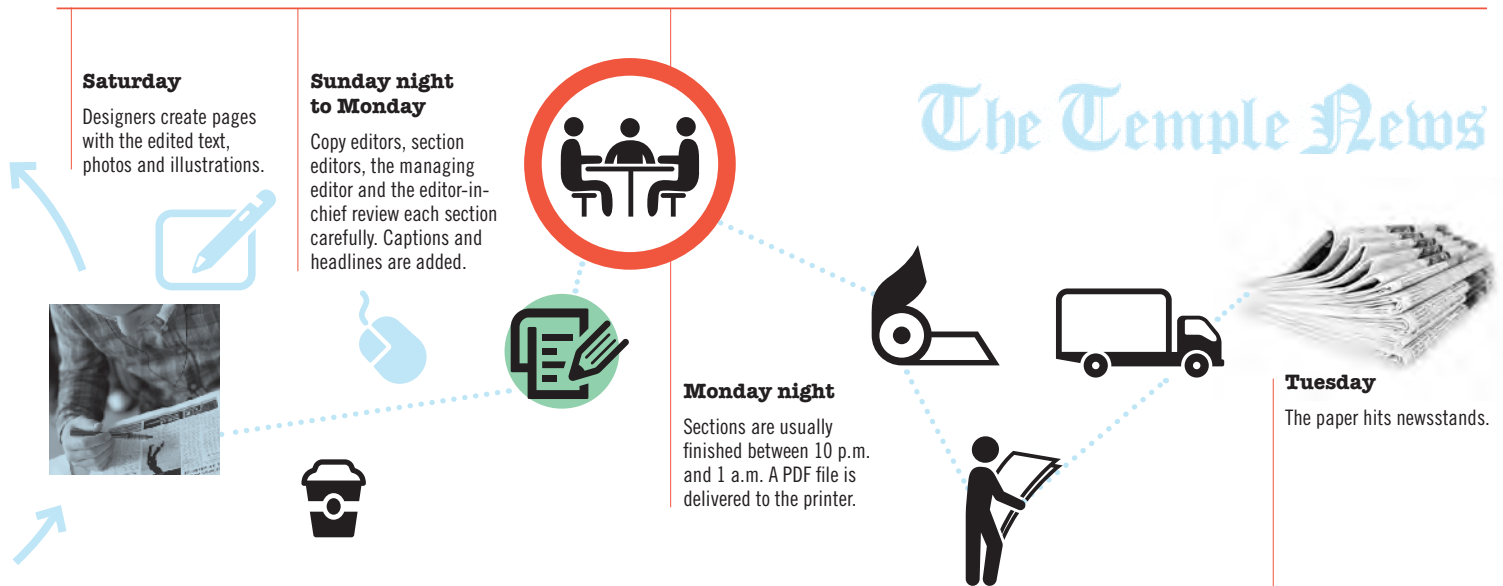 Saturday
Designers create pages
with the edited text,
photos and illustrations.
Sunday night
to Monday
Copy editors, section
editors, the managing
editor and the editor-in-
chief review each section
carefully. Captions and
headlines are added.
The Temple News
Monday night
Sections are usually
finished between 10 p.m.
and 1 a.m. A PDF file is
delivered to the printer.
Tuesday
The paper hits newsstands.